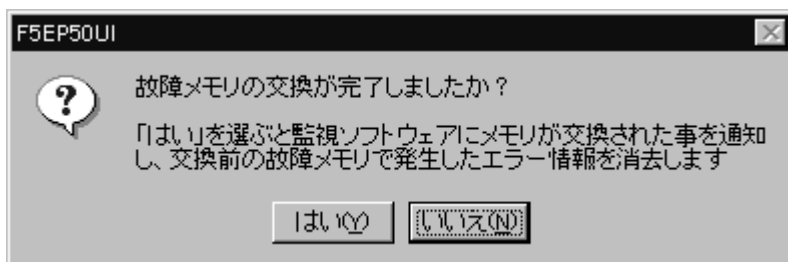 F5EP50UI
故障メモリの交換が完了しましたか？
「はい」を選ぶと監視ソフトウェアにメモリが交換された事を通知
し、交換前の故障メモリで発生したエラー情報を消去します
はい(Y)
いいえ(N)